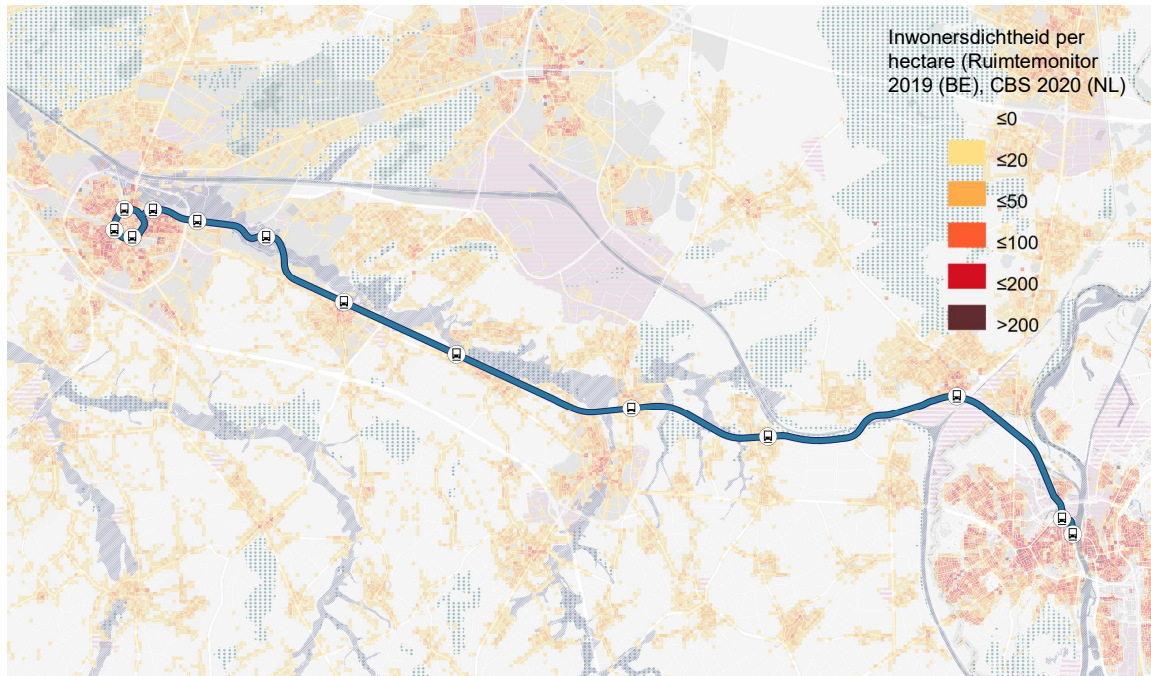 Inwonersdichtheid per
hectare (Ruimtemonitor
2019 (BE), CBS 2020 (NL)
≤0
≤20
≤50
≤100
≤200
>200